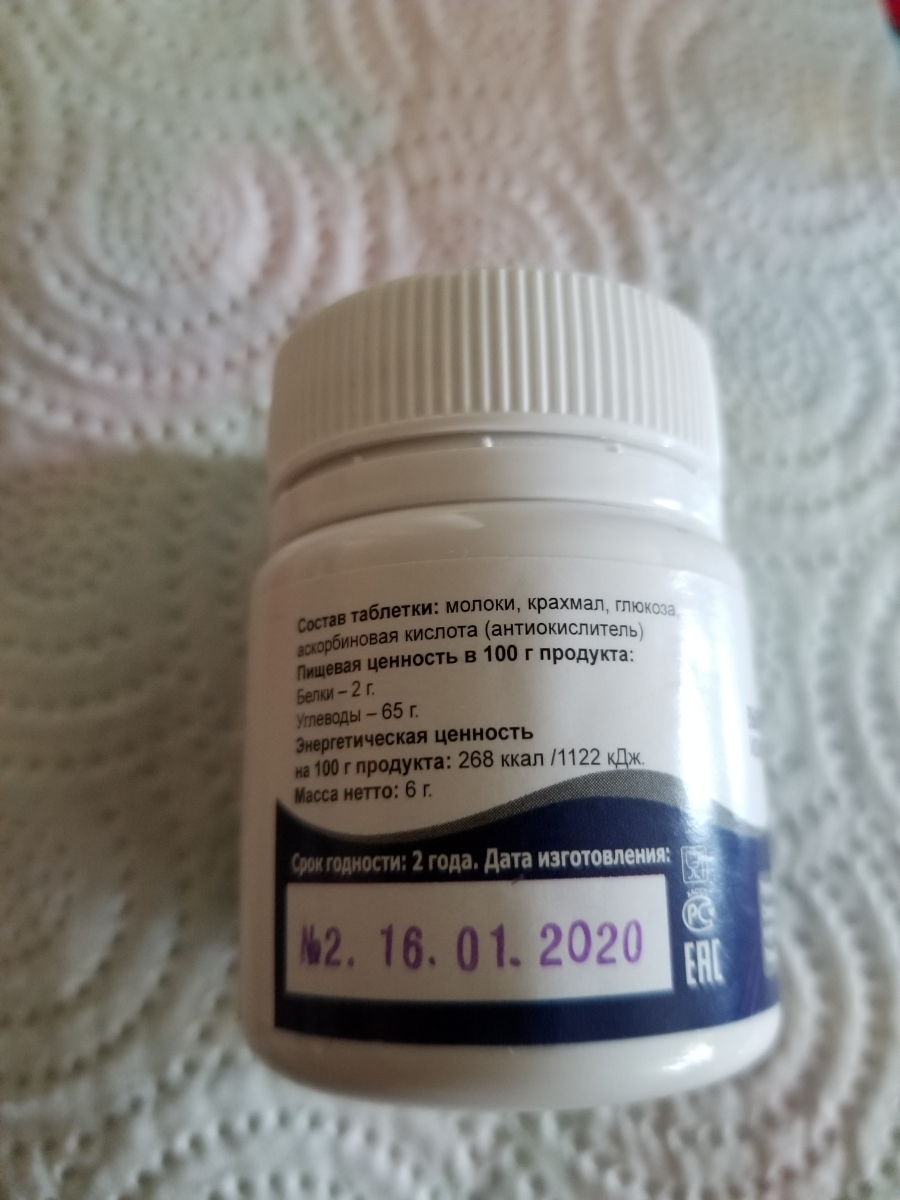 Состав таблетки: молоки, крахмал, глюкоза,
аскорбиновая кислота (антиокислитель)
Пищевая ценность в 100 г продукта:
Белки – 2 г.
Углеводы – 65 г.
Энергетическая ценность
на 100 г продукта: 268 ккал /1122 кДж.
Масса нетто: 6 г.
Срок годности: 2 года. Дата изготовления:
№2. 16. 01. 2020
РС
ЕАС